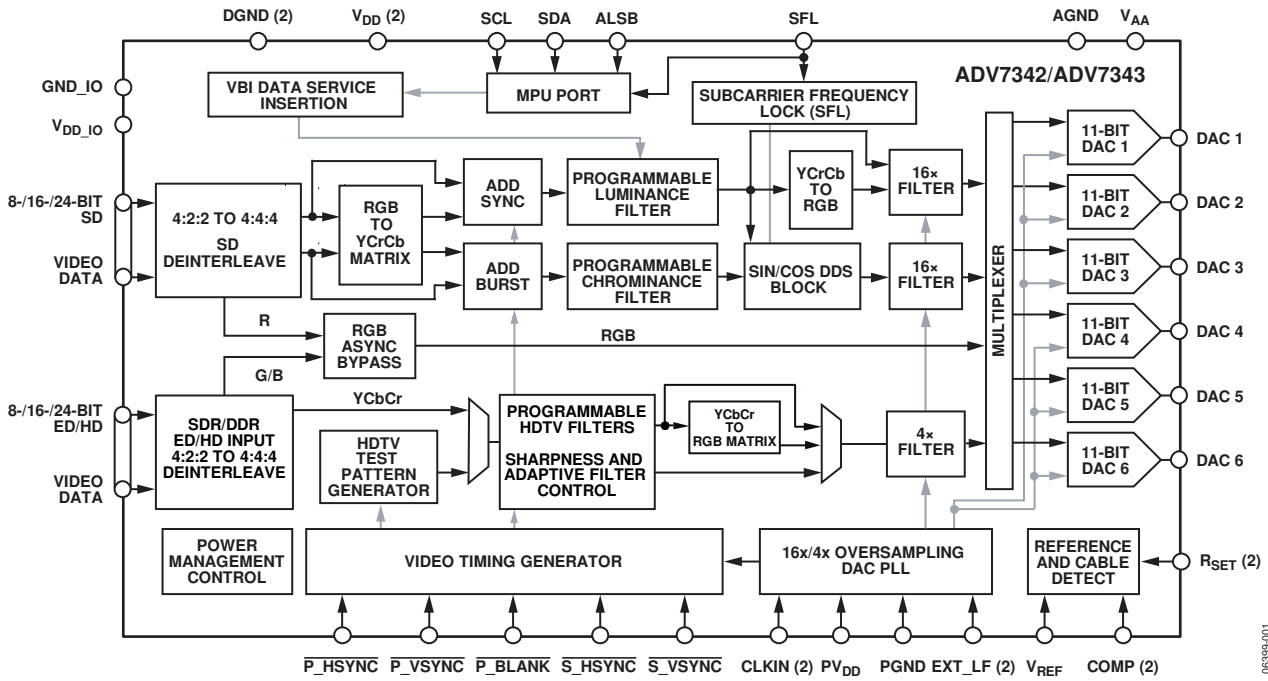 DGND (2)
VDD (2)
SCL
SDA
ALSB
SFL
AGND
VAA
GND_IO
VDD_IO
ADV7342/ADV7343
VBI DATA SERVICE
INSERTION
MPU PORT
SUBCARRIER FREQUENCY
LOCK (SFL)
8-/16-/24-BIT
SD
VIDEO
DATA
4:2:2 TO 4:4:4
SD
DEINTERLEAVE
RGB
TO
YCrCb
MATRIX
ADD
SYNC
ADD
BURST
PROGRAMMABLE
LUMINANCE
FILTER
PROGRAMMABLE
CHROMINANCE
FILTER
YCrCb
TO
RGB
SIN/COS DDS
BLOCK
16×
FILTER
16×
FILTER
MULTIPLEXER
11-BIT
DAC 1
DAC 1
11-BIT
DAC 2
DAC 2
11-BIT
DAC 3
DAC 3
11-BIT
DAC 4
DAC 4
11-BIT
DAC 5
DAC 5
11-BIT
DAC 6
DAC 6
R
G/B
RGB
ASYNC
BYPASS
RGB
8-/16-/24-BIT
ED/HD
VIDEO
DATA
SDR/DDR
ED/HD INPUT
4:2:2 TO 4:4:4
DEINTERLEAVE
YCbCr
HDTV
TEST
PATTERN
GENERATOR
PROGRAMMABLE
HDTV FILTERS
SHARPNESS AND
ADAPTIVE FILTER
CONTROL
YCbCr
TO
RGB MATRIX
4×
FILTER
POWER
MANAGEMENT
CONTROL
VIDEO TIMING GENERATOR
16x/4x OVERSAMPLING
DAC PLL
REFERENCE
AND CABLE
DETECT
RSET (2)
P_HSYNC
P_VSYNC
P_BLANK
S_HSYNC
S_VSYNC
CLKIN (2)
PVDD
PGND
EXT_LF (2)
VREF
COMP (2)
06399-001